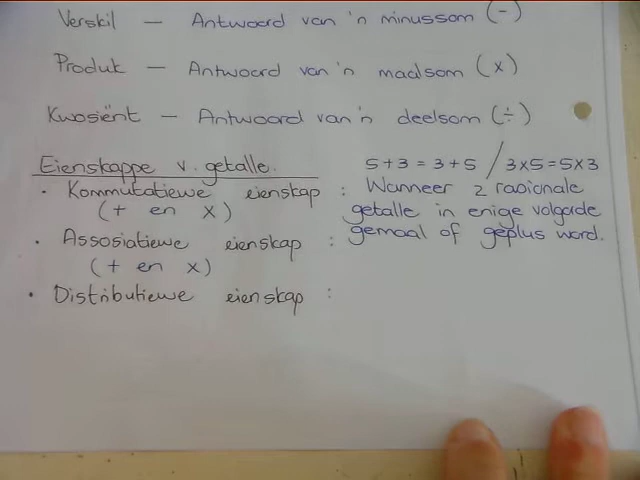 Verskil — Antwoord van 'n minussom (-)
Produk — Antwoord van 'n maalsom (x)
Kwosiënt — Antwoord van 'n deelsom (÷)
Eienskappe v. getalle.
5+3 = 3+5 / 3x5=5x3
• Kommutatiewe eienskap : Wanneer 2 rasionale
(+ en x) getalle in enige volgorde
gemaal of geplus word.
• Assosiatiewe eienskap :
(+ en x)
• Distributiewe eienskap :